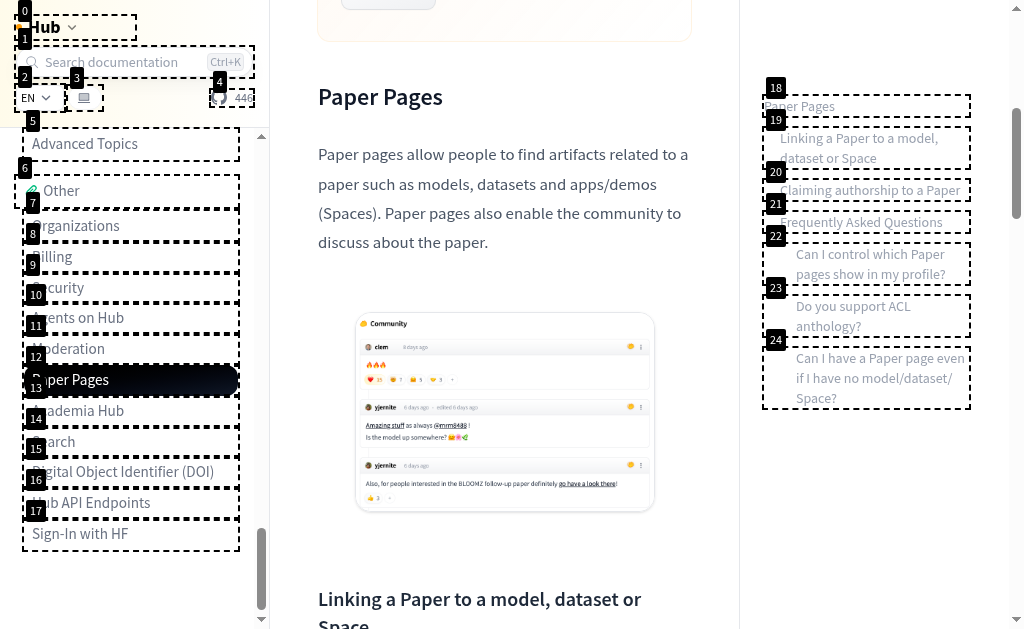 Hub
Search documentation
Ctrl+K
EN
446
Advanced Topics
Other
Organizations
Billing
Security
Agents on Hub
Moderation
Paper Pages
Academia Hub
Search
Digital Object Identifier (DOI)
Hub API Endpoints
Sign-In with HF
0
1
2
3
4
5
6
7
8
9
10
11
12
13
14
15
16
17
Paper Pages
Paper pages allow people to find artifacts related to a
paper such as models, datasets and apps/demos
(Spaces). Paper pages also enable the community to
discuss about the paper.
Community
clem 8 days ago
yjernite 6 days ago · edited 6 days ago
Amazing stuff as always @mrm8488 !
Is the model up somewhere?
yjernite 6 days ago
Also, for people interested in the BLOOMZ follow-up paper definitely go have a look there!
Linking a Paper to a model, dataset or
Space
18
Paper Pages
19
Linking a Paper to a model,
dataset or Space
20
Claiming authorship to a Paper
21
Frequently Asked Questions
22
Can I control which Paper
pages show in my profile?
23
Do you support ACL
anthology?
24
Can I have a Paper page even
if I have no model/dataset/
Space?